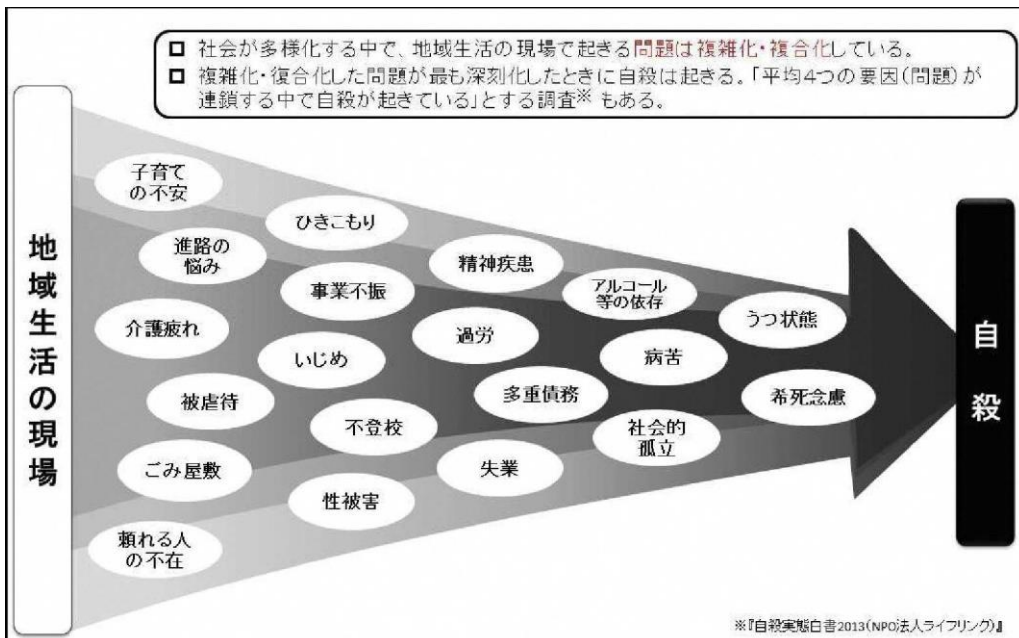 □ 社会が多様化する中で、地域生活の現場で起きる問題は複雑化・複合化している。
□ 複雑化・復合化した問題が最も深刻化したときに自殺は起きる。「平均4つの要因(問題)が
連鎖する中で自殺が起きている」とする調査※ もある。
地域生活の現場
子育て
の不安
進路の
悩み
介護疲れ
被虐待
ごみ屋敷
頼れる人
の不在
ひきこもり
事業不振
いじめ
不登校
性被害
精神疾患
過労
多重債務
失業
アルコール
等の依存
病苦
社会的
孤立
うつ状態
希死念慮
自殺
※『自殺実態白書2013(NPO法人ライフリンク)』